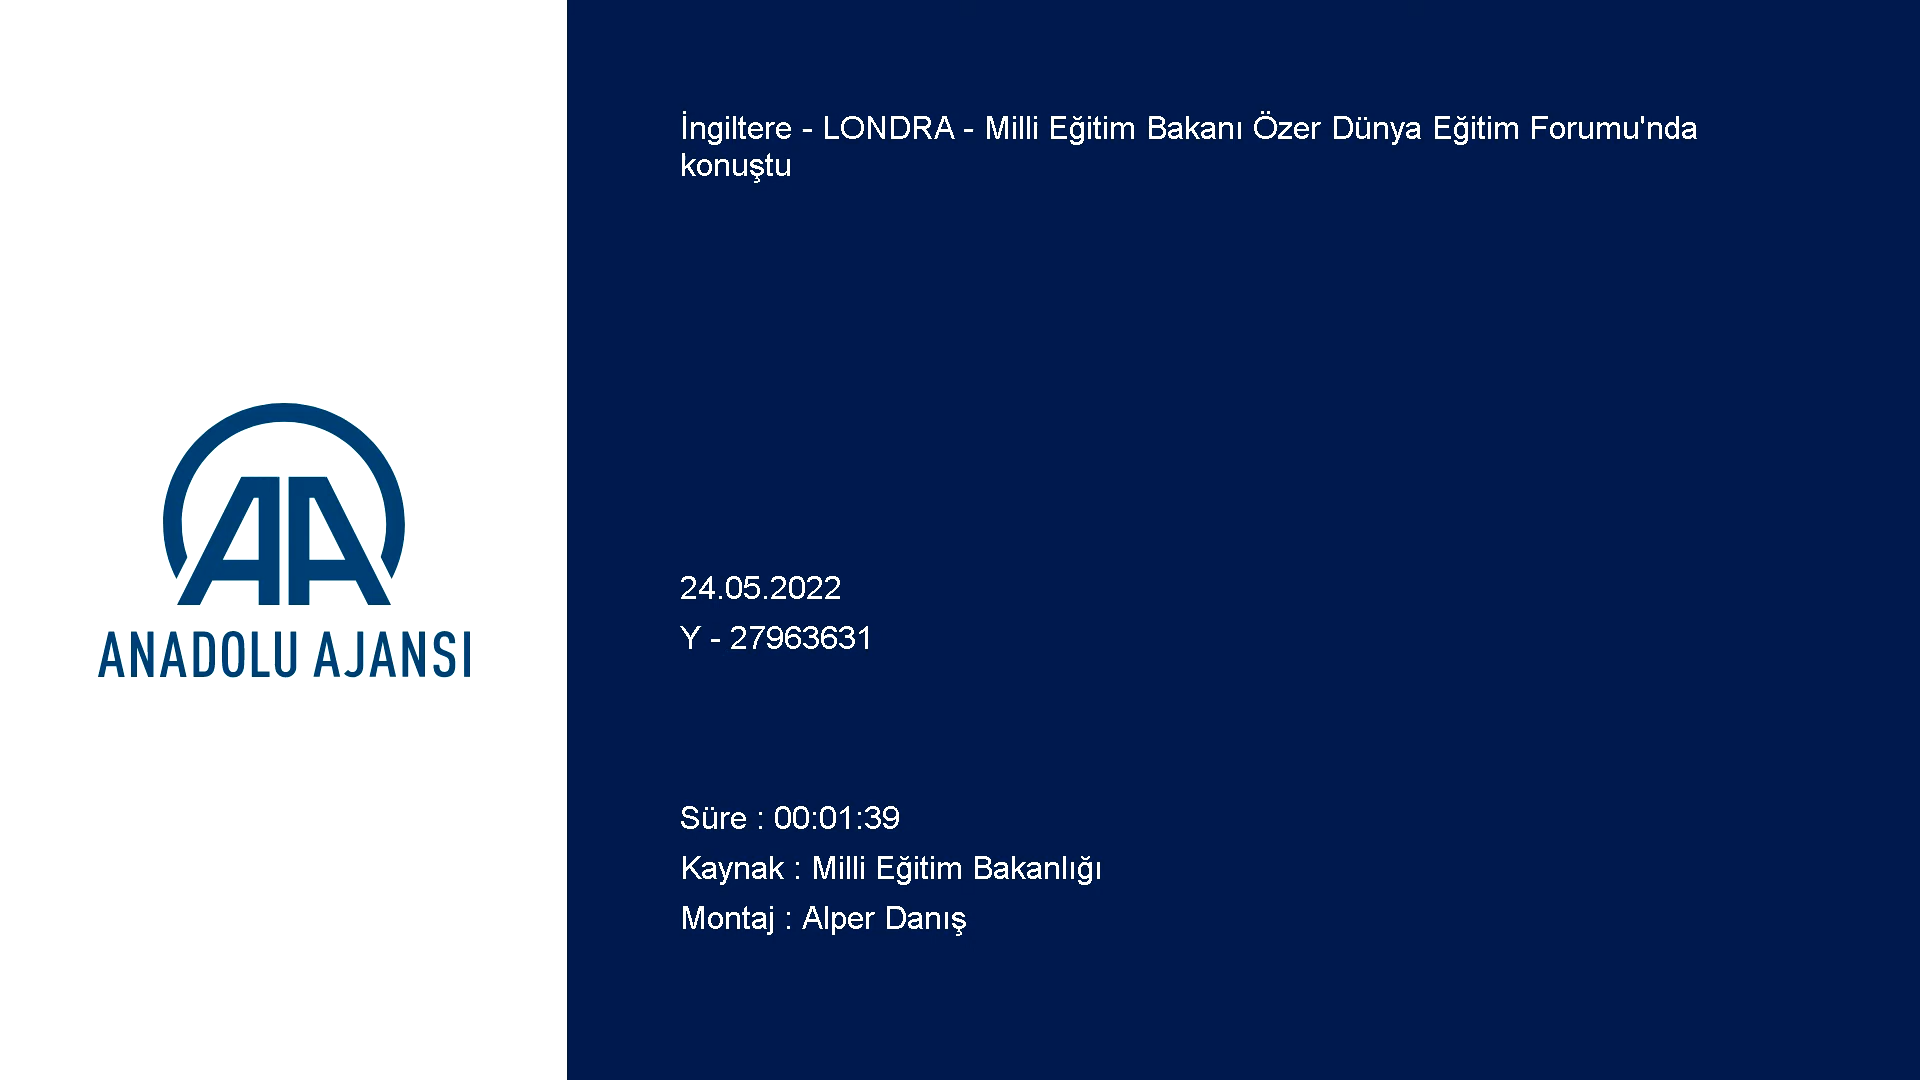 İngiltere - LONDRA - Milli Eğitim Bakanı Özer Dünya Eğitim Forumu'nda
konuştu
AA
ANADOLU AJANSI
24.05.2022
Y - 27963631
Süre : 00:01:39
Kaynak : Milli Eğitim Bakanlığı
Montaj : Alper Danış